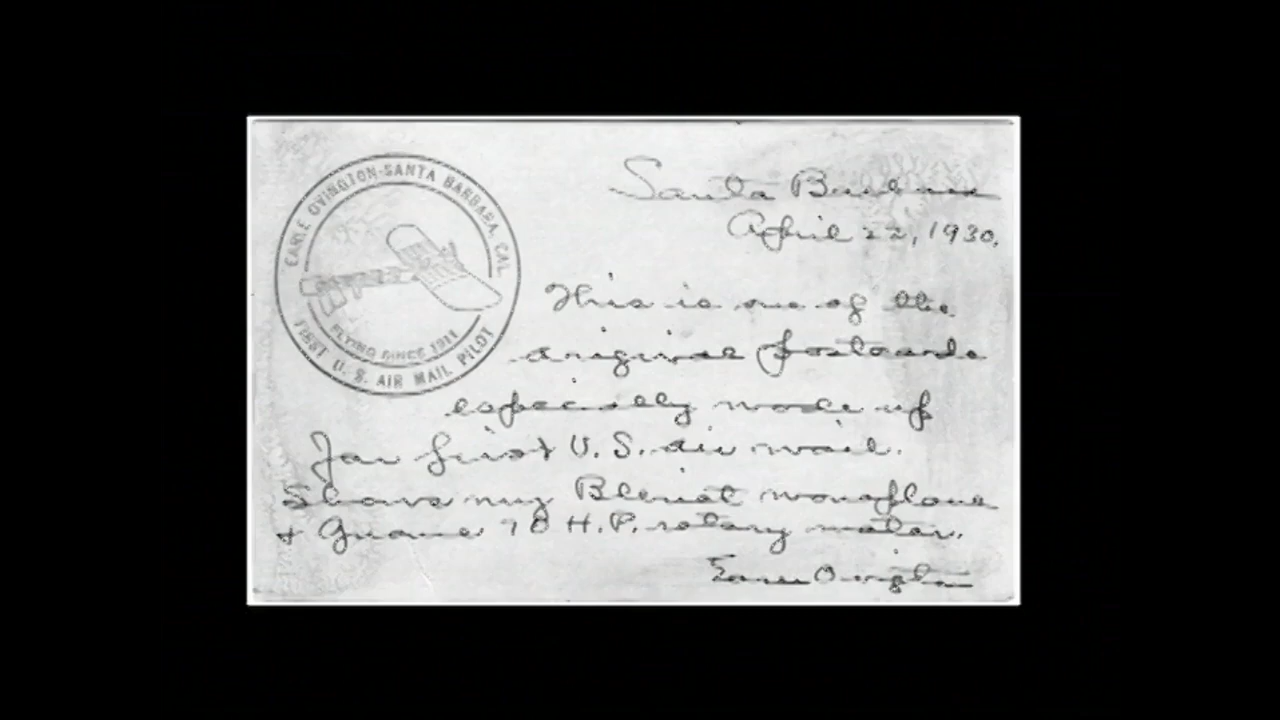 EARLE OVINGTON-SANTA BARBARA, CAL.
FLYING SINCE 1911
FIRST U. S. AIR MAIL PILOT
Santa Barbara
April 22, 1930.
This is one of the
original postcards
especially made up
for first U.S. air mail.
Shows my Bleriot monoplane
+ Gnome 70 H.P. rotary motor.
Earle Ovington